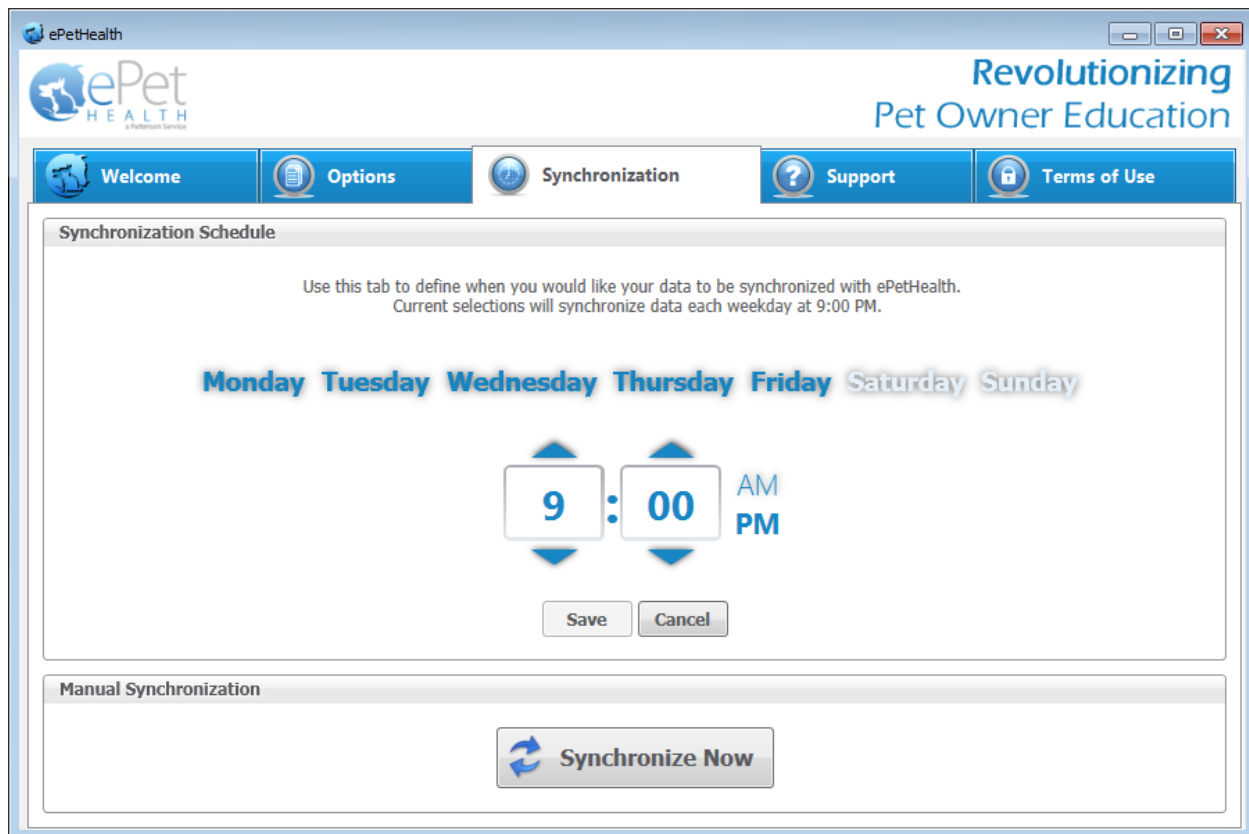 ePetHealth
ePet
HEALTH
a Patterson Service
Revolutionizing
Pet Owner Education
Welcome
Options
Synchronization
Support
Terms of Use
Synchronization Schedule
Use this tab to define when you would like your data to be synchronized with ePetHealth.
Current selections will synchronize data each weekday at 9:00 PM.
Monday Tuesday Wednesday Thursday Friday Saturday Sunday
AM
9 : 00
PM
Save Cancel
Manual Synchronization
Synchronize Now